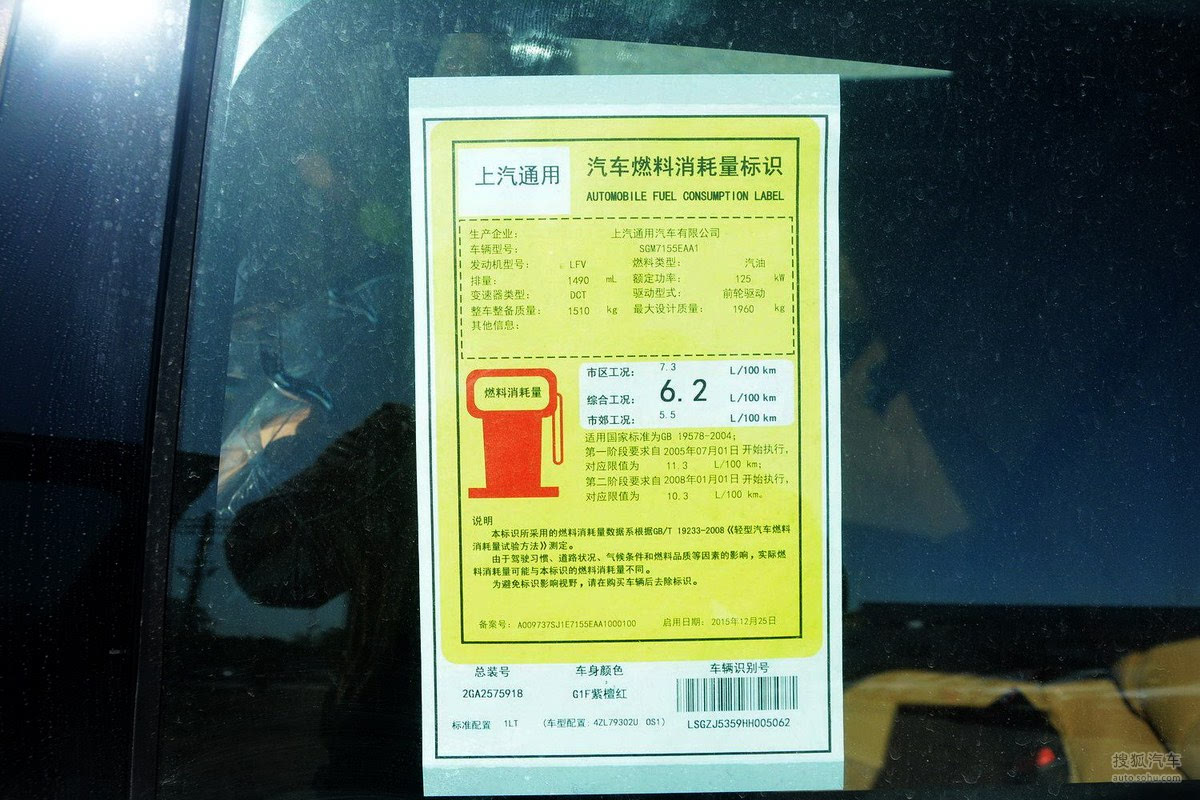 上汽通用
汽车燃料消耗量标识
AUTOMOBILE FUEL CONSUMPTION LABEL
生产企业： 上汽通用汽车有限公司
车辆型号： SGM7155EAA1
发动机型号： LFV 燃料类型： 汽油
排量： 1490 mL 额定功率： 125 kW
变速器类型： DCT 驱动型式： 前轮驱动
整车整备质量： 1510 kg 最大设计质量： 1960 kg
其他信息：
燃料消耗量
市区工况： 7.3 L/100 km
综合工况： 6.2 L/100 km
市郊工况： 5.5 L/100 km
适用国家标准为GB 19578-2004；
第一阶段要求自 2005年07月01日 开始执行，
对应限值为 11.3 L/100 km；
第二阶段要求自 2008年01月01日 开始执行，
对应限值为 10.3 L/100 km。
说明
本标识所采用的燃料消耗量数据系根据GB/T 19233-2008《轻型汽车燃料
消耗量试验方法》测定。
由于驾驶习惯、道路状况、气候条件和燃料品质等因素的影响，实际燃
料消耗量可能与本标识的燃料消耗量不同。
为避免标识影响视野，请在购买车辆后去除标识。
备案号： A009737SJ1E7155EAA1000100 启用日期： 2015年12月25日
总装号 车身颜色 车辆识别号
2GA2575918 G1F紫檀红
标准配置 1LT （车型配置：4ZL79302U 0S1） LSGZJ5359HH005062
搜狐汽车
auto.sohu.com